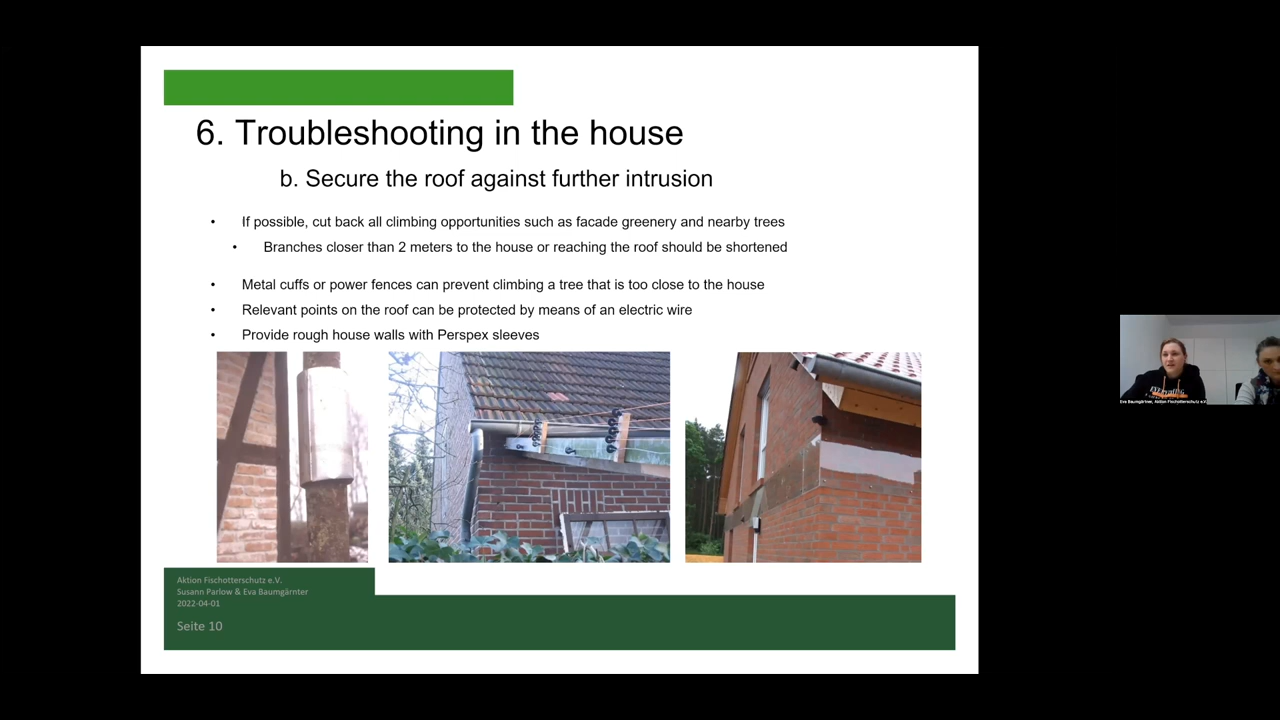 6. Troubleshooting in the house
b. Secure the roof against further intrusion
• If possible, cut back all climbing opportunities such as facade greenery and nearby trees
• Branches closer than 2 meters to the house or reaching the roof should be shortened
• Metal cuffs or power fences can prevent climbing a tree that is too close to the house
• Relevant points on the roof can be protected by means of an electric wire
• Provide rough house walls with Perspex sleeves
Aktion Fischotterschutz e.V.
Susann Parlow & Eva Baumgärnter
2022-04-01
Seite 10
Eva Baumgärtner, Aktion Fischotterschutz e.V.